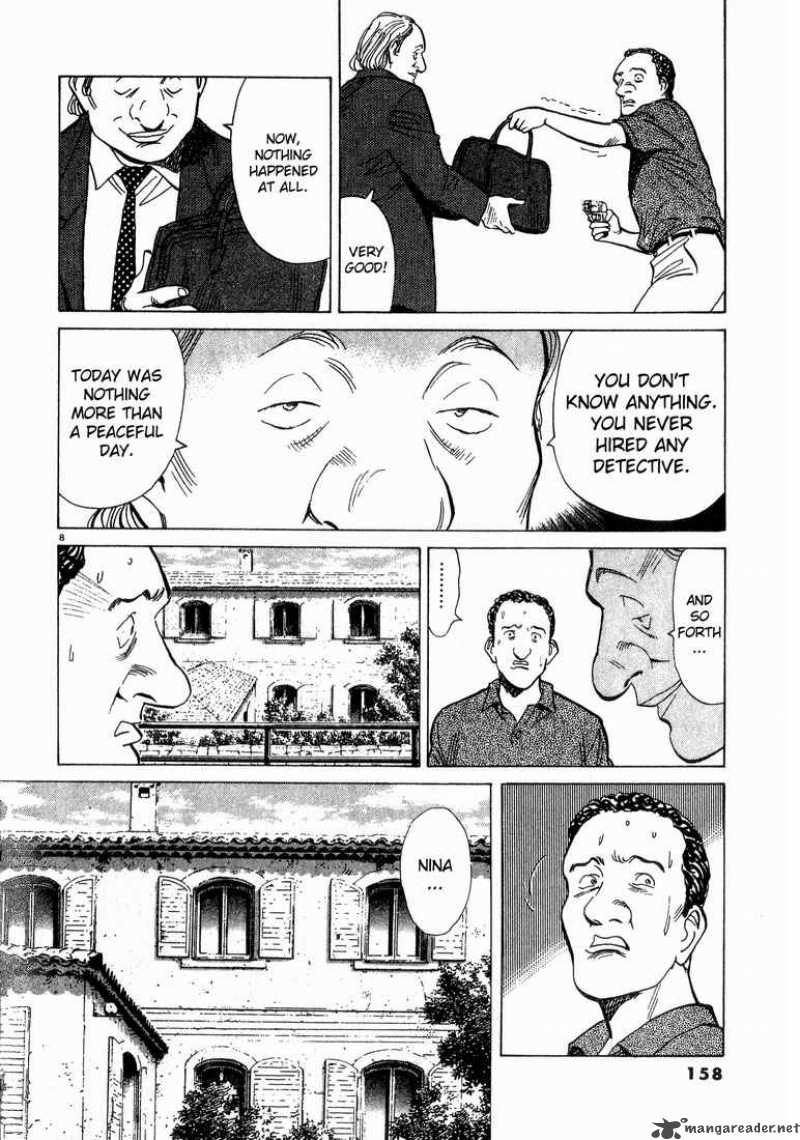 VERY
GOOD!
NOW,
NOTHING
HAPPENED
AT ALL.
YOU DON'T
KNOW ANYTHING.
YOU NEVER
HIRED ANY
DETECTIVE.
TODAY WAS
NOTHING
MORE THAN
A PEACEFUL
DAY.
8
AND
SO
FORTH
...
.........
NINA
...
158
mangareader.net